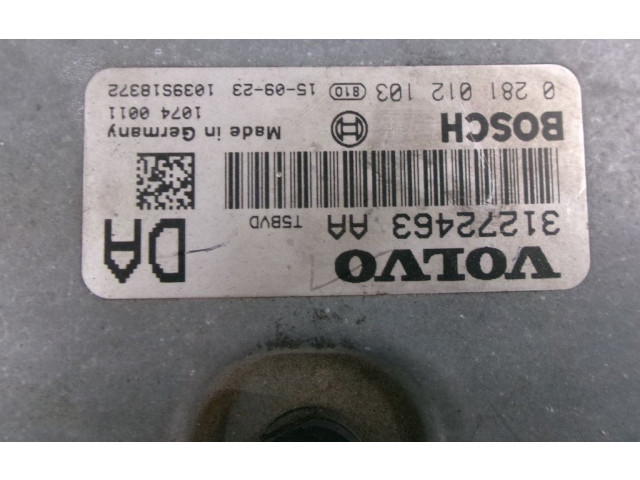 VOLVO
31272463 AA T5BVD
DA
BOSCH
Made in Germany
1074 0011
0 281 012 103 810 15-09-23 1039S18372